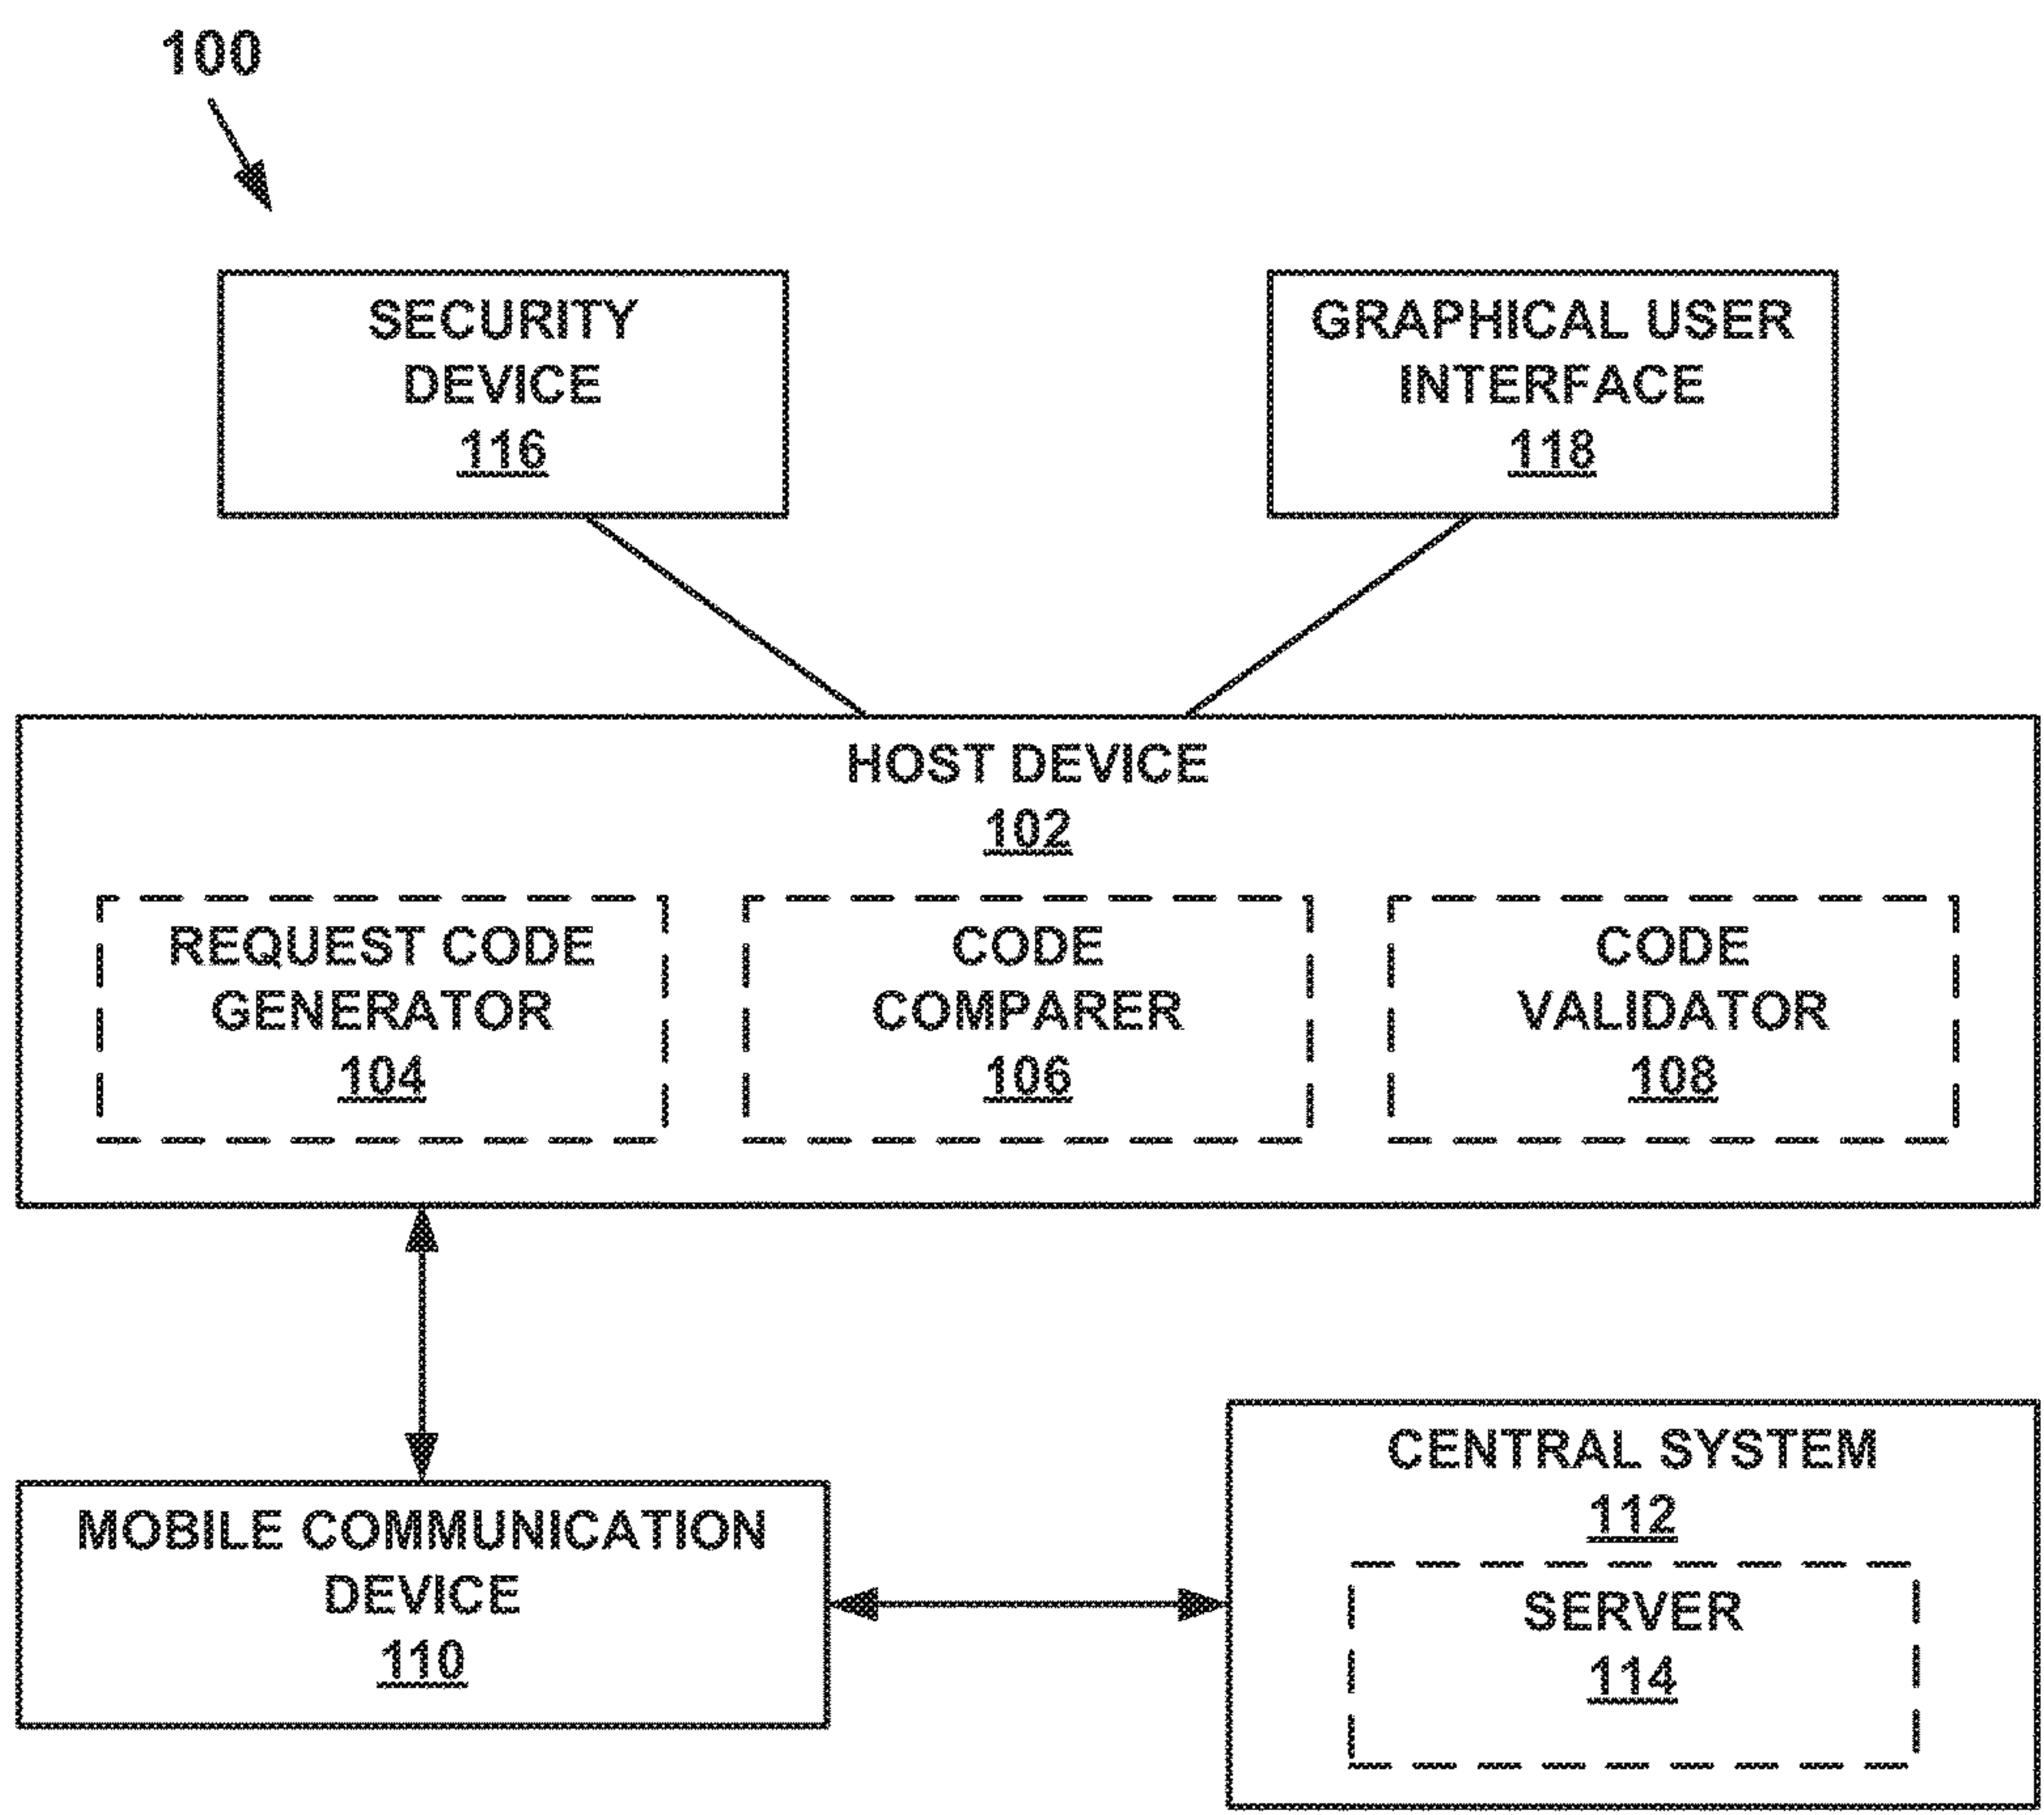 100
SECURITY
DEVICE
116
GRAPHICAL USER
INTERFACE
118
HOST DEVICE
102
REQUEST CODE
GENERATOR
104
CODE
COMPARER
106
CODE
VALIDATOR
108
MOBILE COMMUNICATION
DEVICE
110
CENTRAL SYSTEM
112
SERVER
114